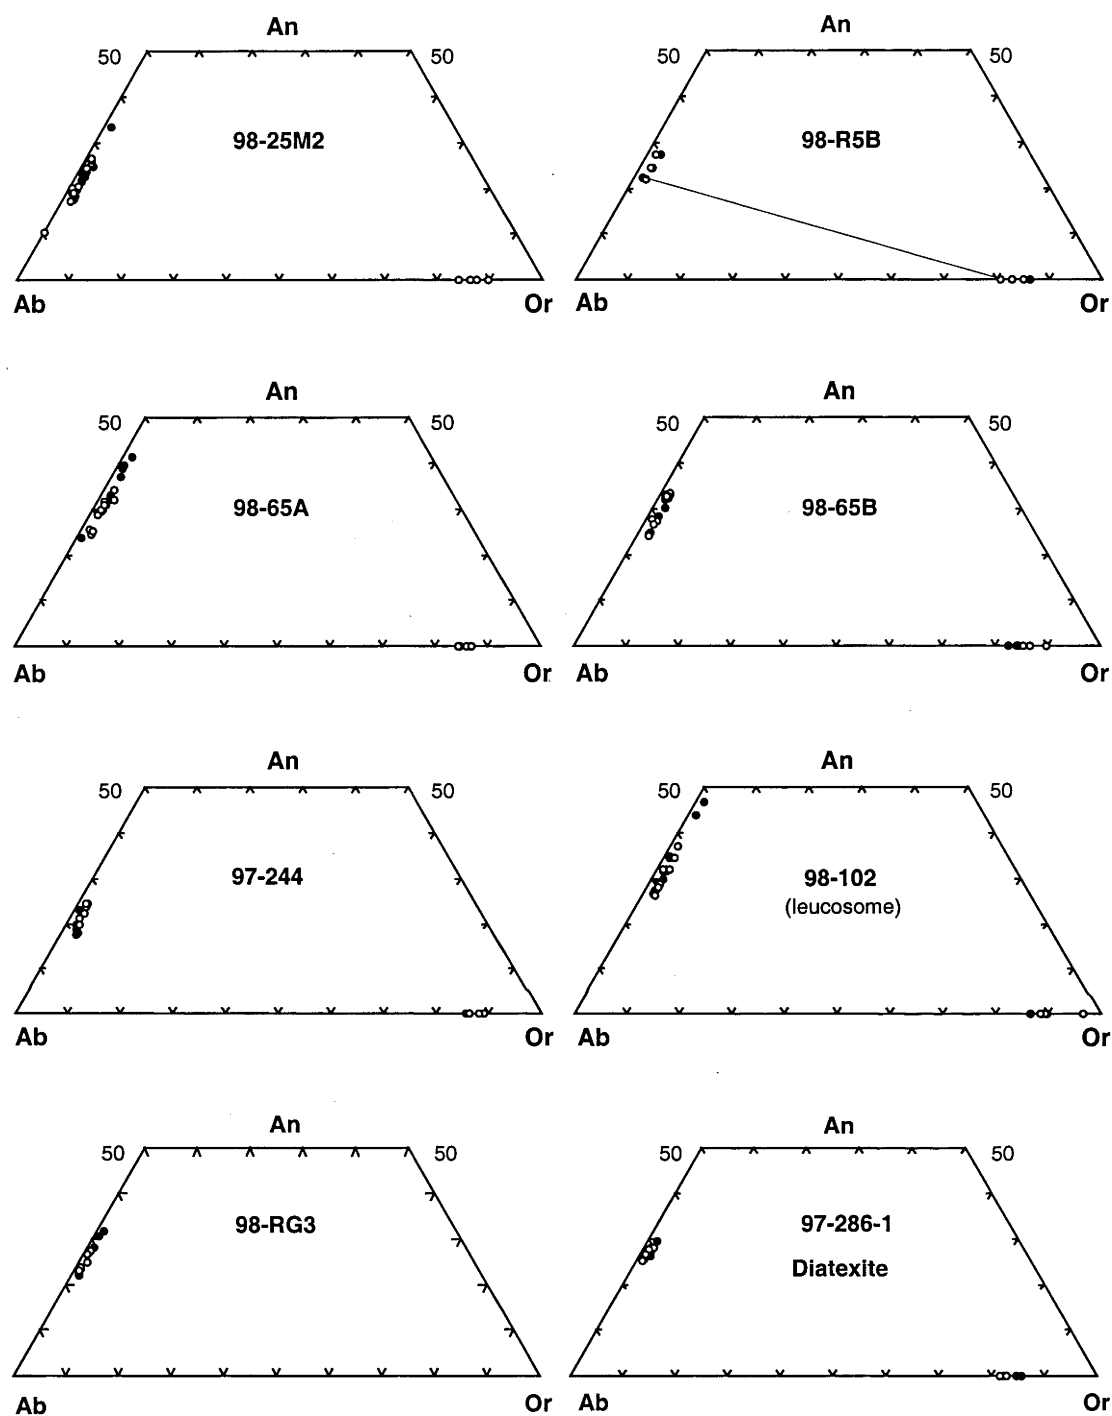 An An
50 50 50 50
98-25M2 98-R5B
Ab Or Ab Or
An An
50 50 50 50
98-65A 98-65B
Ab Or Ab Or
An An
50 50 50 50
97-244 98-102
(leucosome)
Ab Or Ab Or
An An
50 50 50 50
98-RG3 97-286-1
Diatexite
Ab Or Ab Or